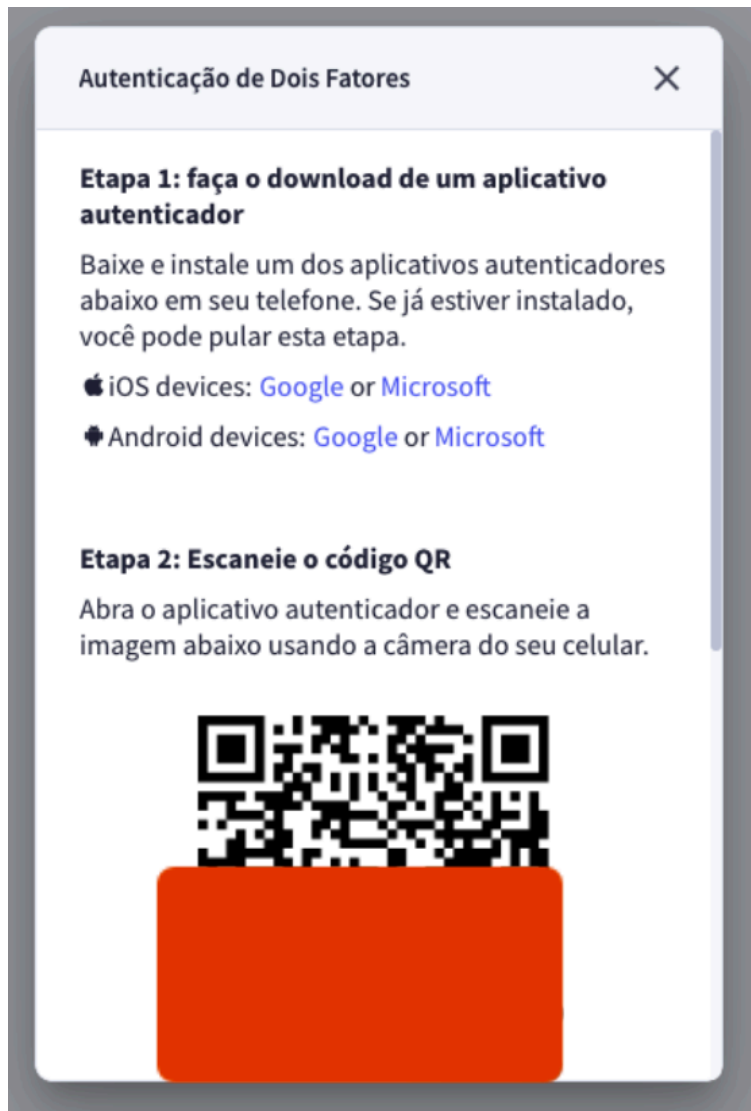 Autenticação de Dois Fatores
Etapa 1: faça o download de um aplicativo
autenticador
Baixe e instale um dos aplicativos autenticadores
abaixo em seu telefone. Se já estiver instalado,
você pode pular esta etapa.
iOS devices: Google or Microsoft
Android devices: Google or Microsoft
Etapa 2: Escaneie o código QR
Abra o aplicativo autenticador e escaneie a
imagem abaixo usando a câmera do seu celular.